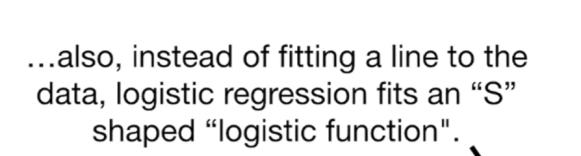 …also, instead of fitting a line to the
data, logistic regression fits an “S”
shaped “logistic function".